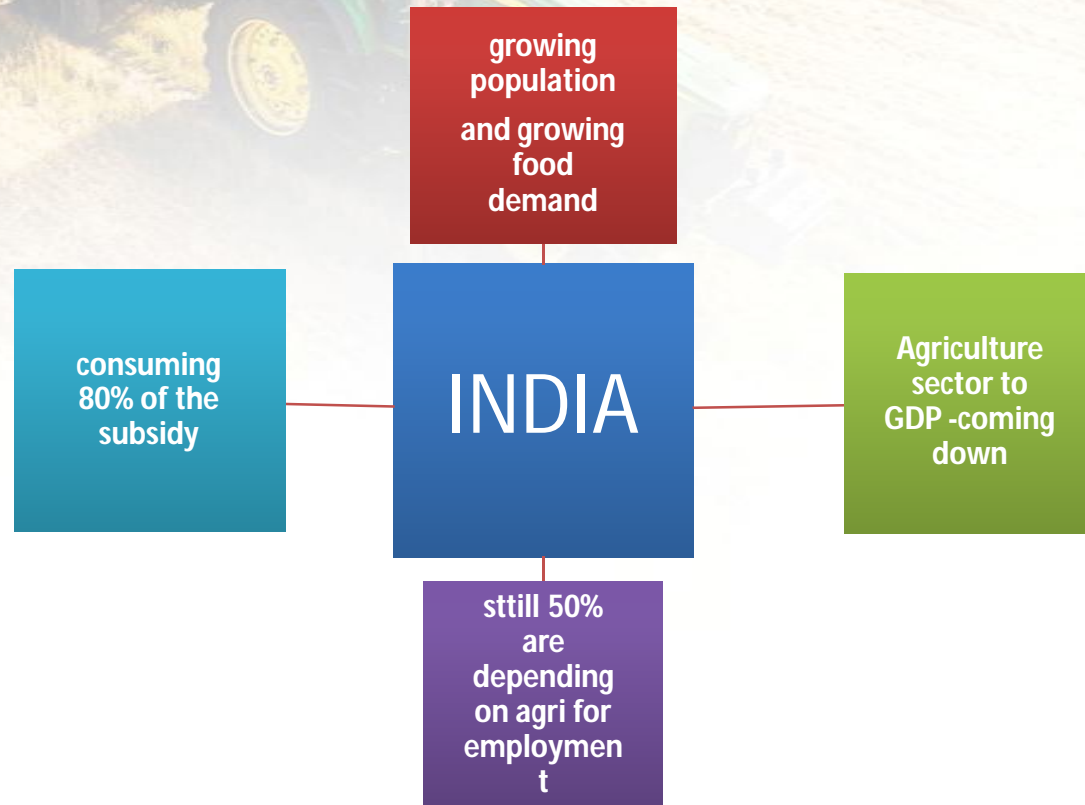 growing
population
and growing
food
demand
consuming
80% of the
subsidy
INDIA
Agriculture
sector to
GDP -coming
down
sttill 50%
are
depending
on agri for
employmen
t